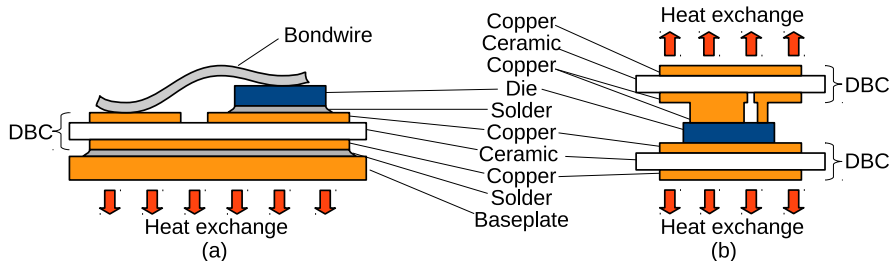 Bondwire
DBC
Heat exchange
(a)
Copper
Ceramic
Copper
Die
Solder
Copper
Ceramic
Copper
Solder
Baseplate
Heat exchange
DBC
DBC
Heat exchange
(b)